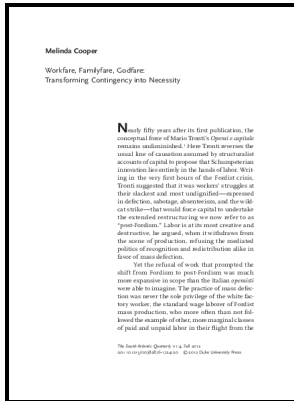 Melinda Cooper
Workfare, Familyfare, Godfare:
Transforming Contingency into Necessity
Nearly fifty years after its first publication, the
conceptual force of Mario Tronti's Operai e capitale
remains undiminished.¹ Here Tronti reverses the
usual line of causation assumed by structuralist
accounts of capital to propose that Schumpeterian
innovation lies entirely in the hands of labor. Writ-
ing in the very first hours of the Fordist crisis,
Tronti suggested that it was workers' struggles at
their slackest and most undignified—expressed
in defection, sabotage, absenteeism, and the wild-
cat strike—that would force capital to undertake
the extended restructuring we now refer to as
"post-Fordism." Labor is at its most creative and
destructive, he argued, when it withdraws from
the scene of production, refusing the mediated
politics of recognition and redistribution alike in
favor of mass defection.
Yet the refusal of work that prompted the
shift from Fordism to post-Fordism was much
more expansive in scope than the Italian operaisti
were able to imagine. The practice of mass defec-
tion was never the sole privilege of the white fac-
tory worker, the standard wage laborer of Fordist
mass production, who more often than not fol-
lowed the example of other, more marginal classes
of paid and unpaid labor in their flight from the
The South Atlantic Quarterly 111:4, Fall 2012
© 2012 Duke University Press